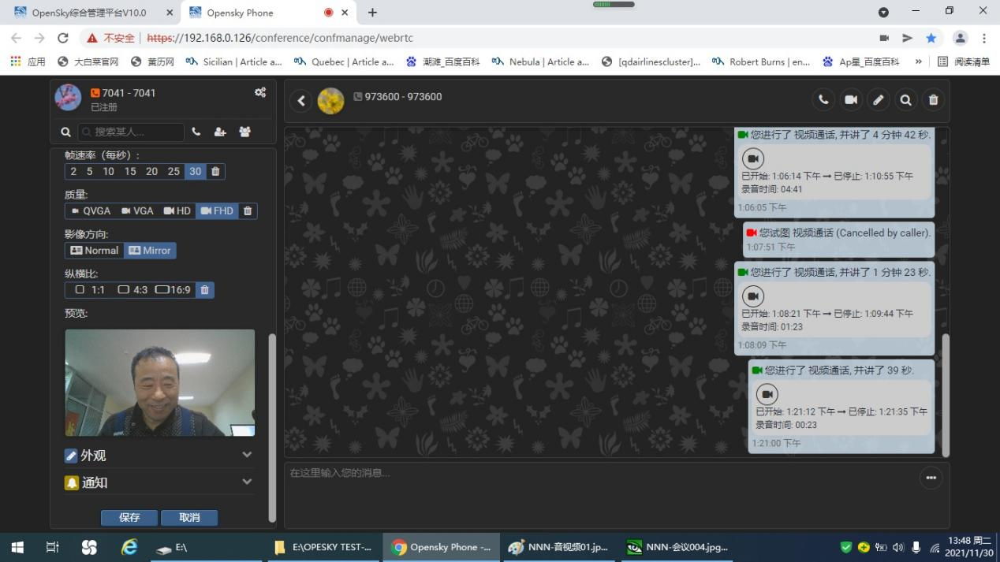 OpenSky综合管理平台V10.0
Opensky Phone
不安全
https://192.168.0.126/conference/confmanage/webrtc
应用
大白菜官网
黄历网
Sicilian | Article a...
Quebec | Article a...
潮滩_百度百科
Nebula | Article a...
[qdairlinescluster]...
Robert Burns | en...
Ap星_百度百科
»
阅读清单
7041 - 7041
已注册
搜索某人...
帧速率（每秒）:
2 5 10 15 20 25 30
质量:
QVGA VGA HD FHD
影像方向:
Normal Mirror
纵横比:
1:1 4:3 16:9
预览:
外观
通知
保存 取消
973600 - 973600
您进行了 视频通话, 并讲了 4 分钟 42 秒.
已开始: 1:06:14 下午 → 已停止: 1:10:55 下午
录音时间: 04:41
1:06:05 下午
您试图 视频通话 (Cancelled by caller).
1:07:51 下午
您进行了 视频通话, 并讲了 1 分钟 23 秒.
已开始: 1:08:21 下午 → 已停止: 1:09:44 下午
录音时间: 01:23
1:08:09 下午
您进行了 视频通话, 并讲了 39 秒.
已开始: 1:21:12 下午 → 已停止: 1:21:35 下午
录音时间: 00:23
1:21:00 下午
在这里输入您的消息...
E:\
E:\OPESKY TEST-...
Opensky Phone -...
NNN-音视频01.jp...
NNN-会议004.jpg...
13:48 周二
2021/11/30